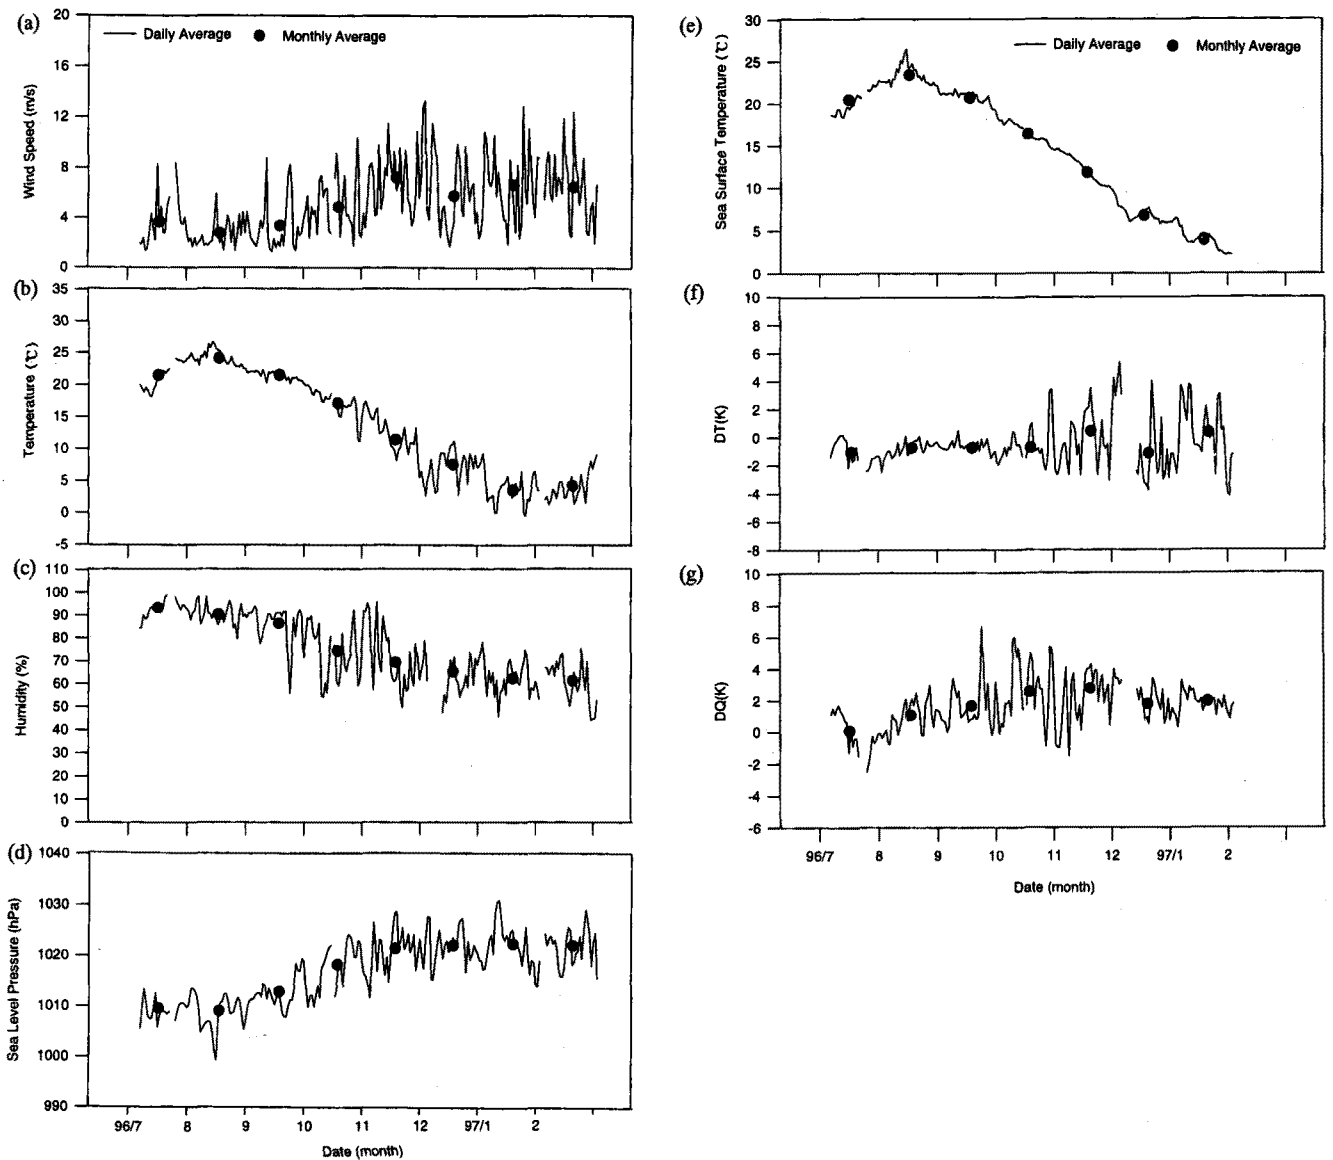 (a)
Daily Average Monthly Average
20
16
12
8
4
0
Wind Speed (m/s)
(b)
35
30
25
20
15
10
5
0
-5
Temperature (℃)
(c)
110
100
90
80
70
60
50
40
30
20
10
0
Humidity (%)
(d)
1040
1030
1020
1010
1000
990
Sea Level Pressure (hPa)
96/7 8 9 10 11 12 97/1 2
Date (month)
(e)
Daily Average Monthly Average
30
25
20
15
10
5
0
Sea Surface Temperature (℃)
(f)
10
8
6
4
2
0
-2
-4
-6
-8
DT(K)
(g)
10
8
6
4
2
0
-2
-4
-6
DQ(K)
96/7 8 9 10 11 12 97/1 2
Date (month)